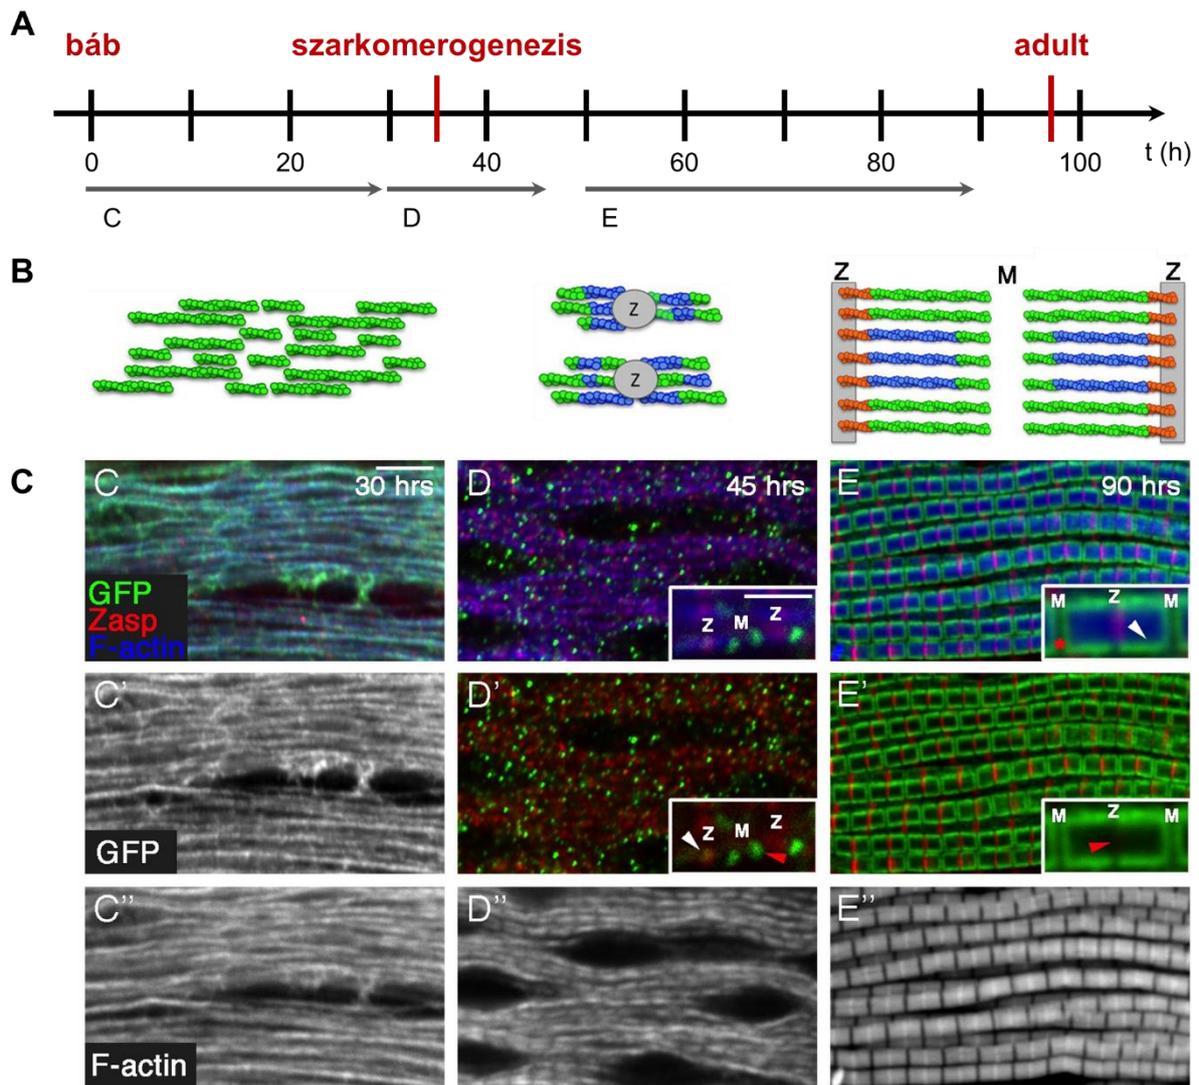 A
báb szarkomerogenezis adult
0 20 40 60 80 100 t (h)
C D E
B
Z Z Z M Z
C
C 30 hrs
GFP
Zasp
F-actin
D 45 hrs
Z M Z
E 90 hrs
M Z M
*
C’
GFP
D’
Z M Z
E’
M Z M
C’’
F-actin
D’’
E’’